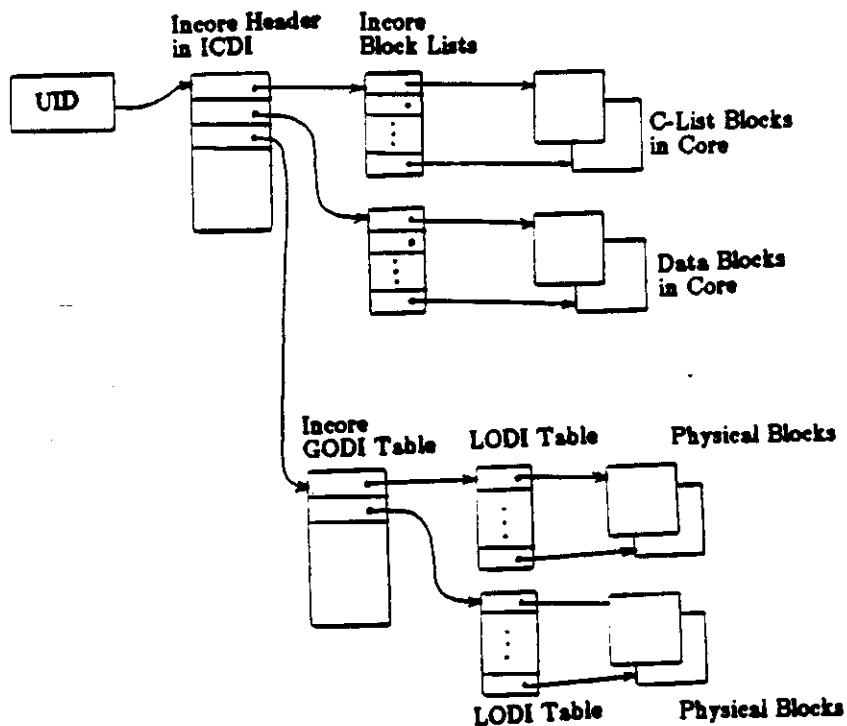 Incore Header
in ICDI
Incore
Block Lists
UID
C-List Blocks
in Core
Data Blocks
in Core
Incore
GODI Table
LODI Table
Physical Blocks
LODI Table
Physical Blocks